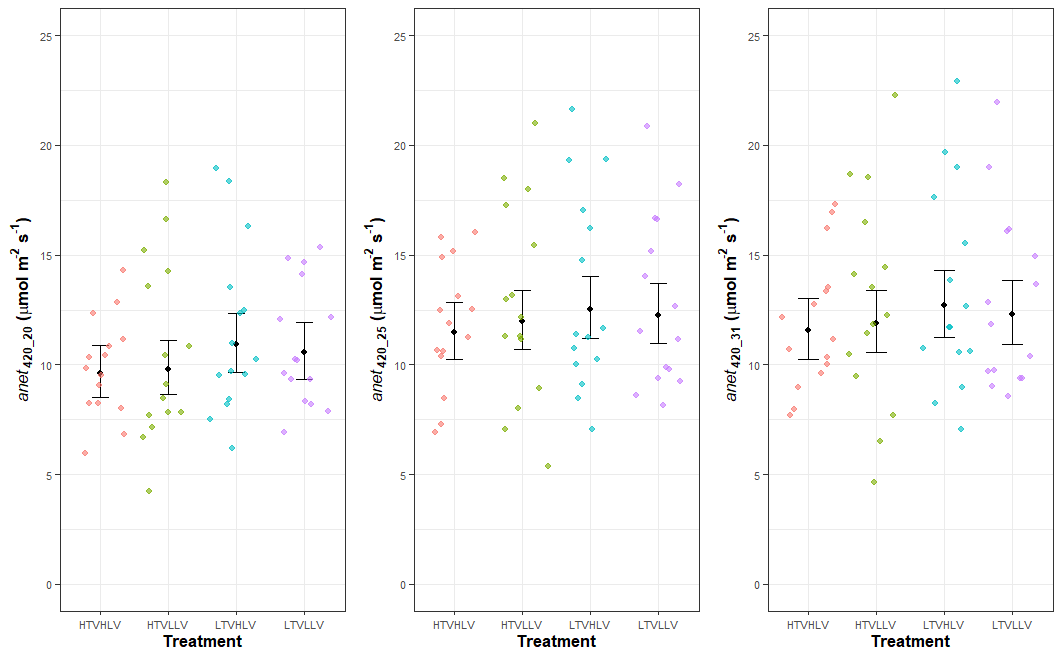 anet420_20 (µmol m-2 s-1)
25
20
15
10
5
0
HTVHLV HTVLLV LTVHLV LTVLLV
Treatment
anet420_25 (µmol m-2 s-1)
25
20
15
10
5
0
HTVHLV HTVLLV LTVHLV LTVLLV
Treatment
anet420_31 (µmol m-2 s-1)
25
20
15
10
5
0
HTVHLV HTVLLV LTVHLV LTVLLV
Treatment